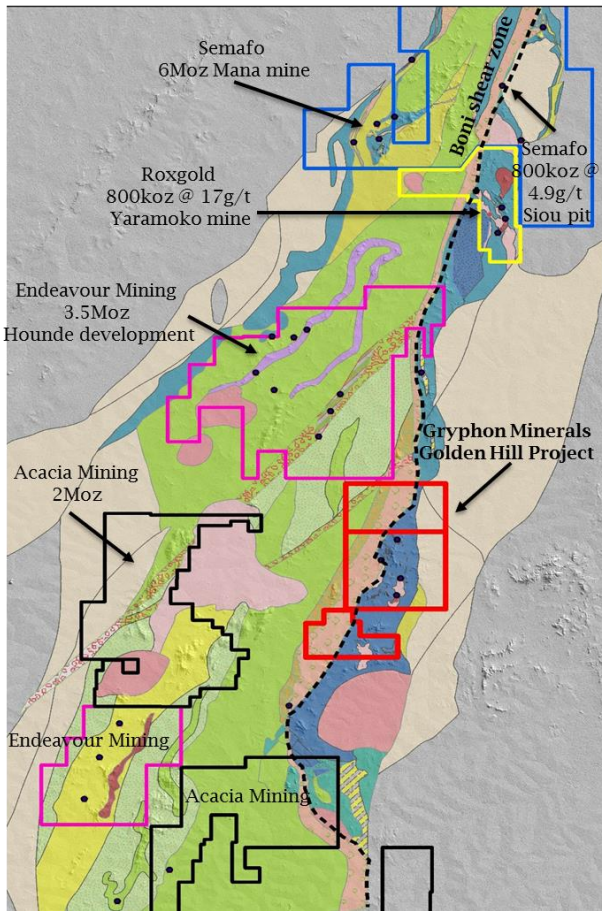 Semafo
6Moz Mana mine
Boni shear zone
Semafo
800koz @
4.9g/t
Siou pit
Roxgold
800koz @ 17g/t
Yaramoko mine
Endeavour Mining
3.5Moz
Hounde development
Gryphon Minerals
Golden Hill Project
Acacia Mining
2Moz
Endeavour Mining
Acacia Mining